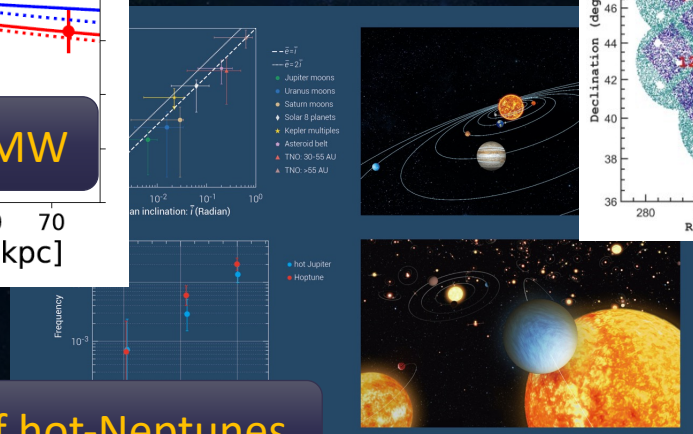 MW
70
kpc]
ē=ī
ē=2ī
Jupiter moons
Uranus moons
Saturn moons
Solar 8 planets
Kepler multiples
Asteroid belt
TNO: 30-55 AU
TNO: >55 AU
10-2
10-1
100
an inclination: ī (Radian)
Declination (deg
46
44
42
40
38
36
280
R
hot Jupiter
Hoptune
Frequency
10-3
f hot-Neptunes